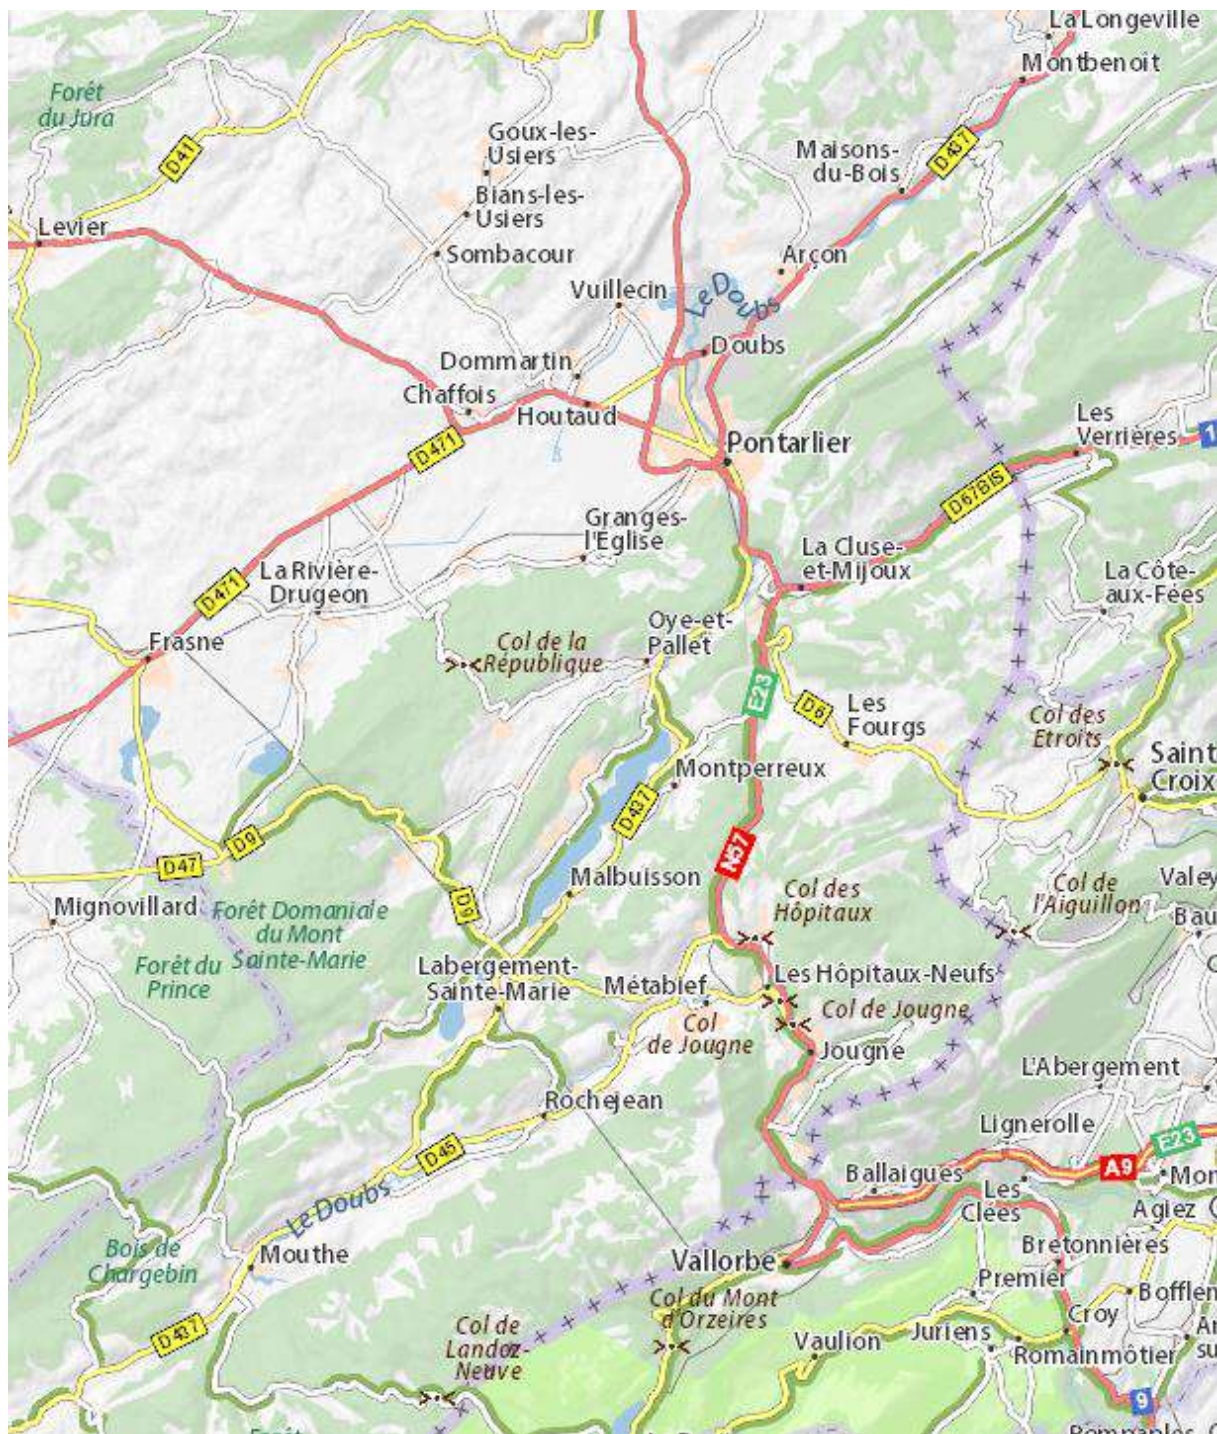 La Longeville
Montbenoit
Forêt
du Jura
Goux-les-
Usiers
D41
D437
Maisons-
du-Bois
Bians-les-
Usiers
Levier
Sombacour
Arçon
Vuillecin
Le Doubs
Doubs
Dommartin
Chaffois
Houtaud
Les
Verrières
1
D471
Pontarlier
D67BIS
Granges-
l'Eglise
La Cluse-
et-Mijoux
La Rivière-
Drugeon
La Côte-
aux-Fées
D471
Oye-et-
Pallet
Frasne
Col de la
République
E23
D6
Les
Fourgs
Col des
Etroits
Saint
Croix
Montperreux
D437
D9
D47
N57
Malbuisson
Col des
Hôpitaux
Col de
l'Aiguillon
Valey
Mignovillard
D9
Forêt Domaniale
du Mont
Sainte-Marie
Bau
Forêt du
Prince
Labergement-
Sainte-Marie
Métabief
Les Hôpitaux-Neufs
Col
de Jougne
Col de Jougne
Jougne
L'Abergement
Rochejean
Lignerolle
E23
D45
A9
Mon
Ballaigues
Les
Clées
Le Doubs
Agiez
Bois de
Chargebin
Mouthe
Vallorbe
Bretonnières
Premier
Bofflen
Col du Mont
d'Orzeires
D437
Col de
Landoz-
Neuve
Vaulion
Juriens
Croy
Romainmôtier
su
9